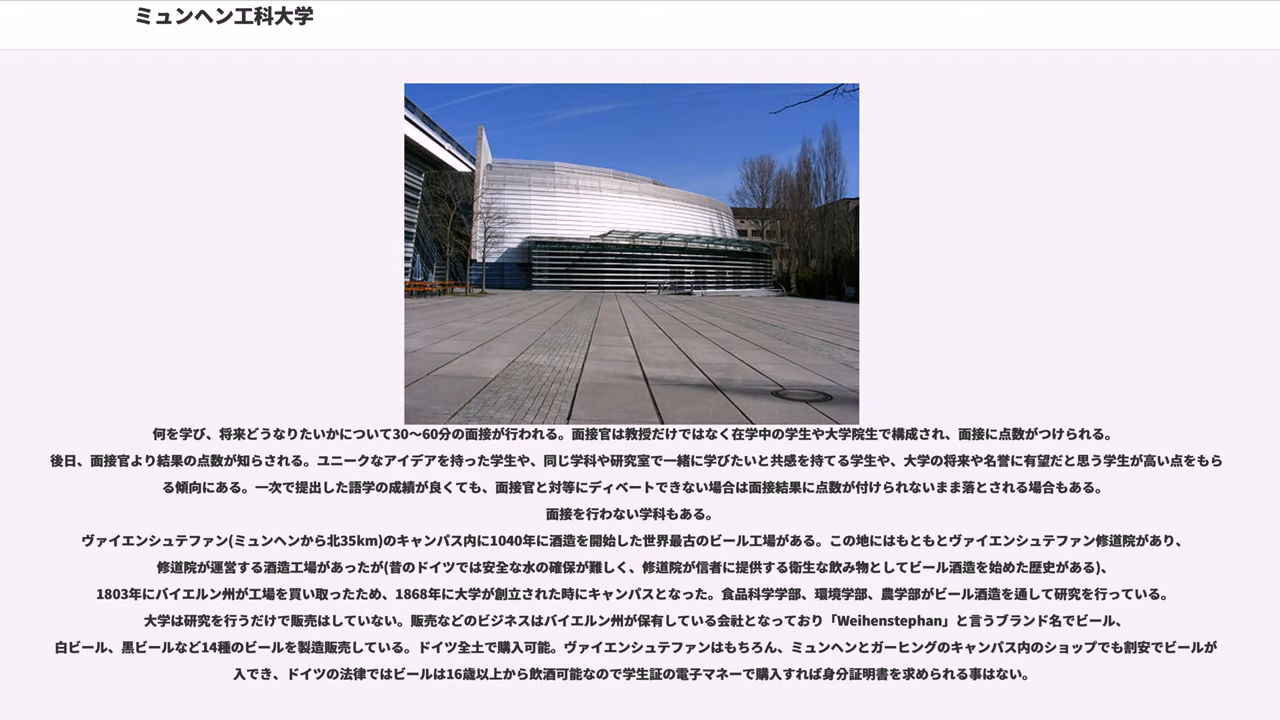 ミュンヘン工科大学
何を学び、将来どうなりたいかについて30〜60分の面接が行われる。面接官は教授だけではなく在学中の学生や大学院生で構成され、面接に点数がつけられる。
後日、面接官より結果の点数が知らされる。ユニークなアイデアを持った学生や、同じ学科や研究室で一緒に学びたいと共感を持てる学生や、大学の将来や名誉に有望だと思う学生が高い点をもら
る傾向にある。一次で提出した語学の成績が良くても、面接官と対等にディベートできない場合は面接結果に点数が付けられないまま落とされる場合もある。
面接を行わない学科もある。
ヴァイエンシュテファン(ミュンヘンから北35km)のキャンパス内に1040年に酒造を開始した世界最古のビール工場がある。この地にはもともとヴァイエンシュテファン修道院があり、
修道院が運営する酒造工場があったが(昔のドイツでは安全な水の確保が難しく、修道院が信者に提供する衛生な飲み物としてビール酒造を始めた歴史がある)、
1803年にバイエルン州が工場を買い取ったため、1868年に大学が創立された時にキャンパスとなった。食品科学学部、環境学部、農学部がビール酒造を通して研究を行っている。
大学は研究を行うだけで販売はしていない。販売などのビジネスはバイエルン州が保有している会社となっており「Weihenstephan」と言うブランド名でビール、
白ビール、黒ビールなど14種のビールを製造販売している。ドイツ全土で購入可能。ヴァイエンシュテファンはもちろん、ミュンヘンとガーヒングのキャンパス内のショップでも割安でビールが
入でき、ドイツの法律ではビールは16歳以上から飲酒可能なので学生証の電子マネーで購入すれば身分証明書を求められる事はない。